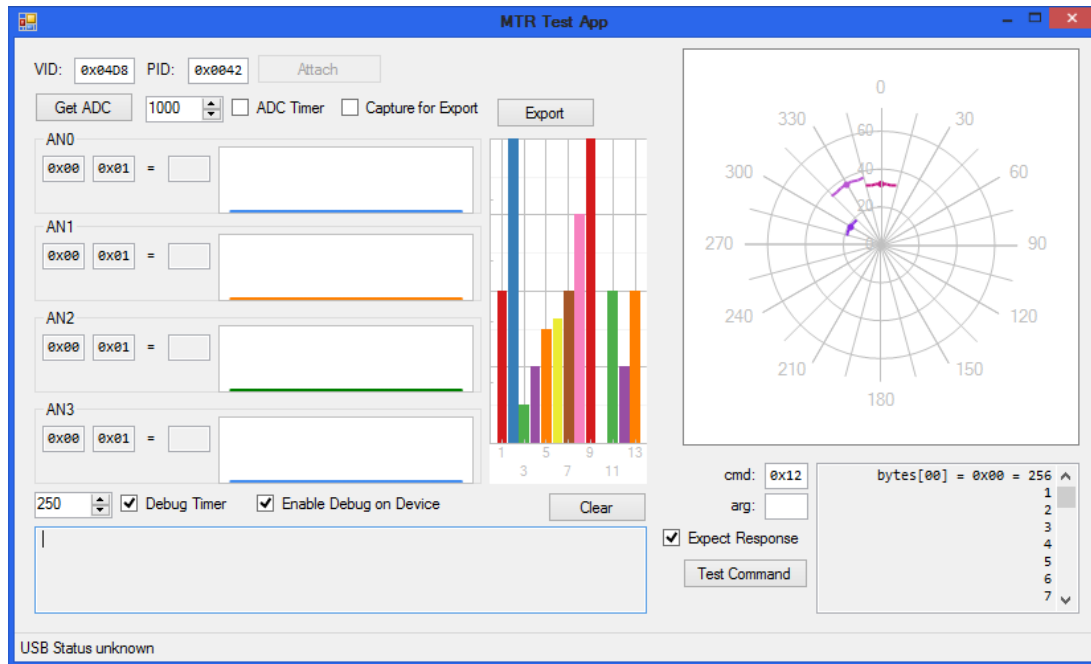 MTR Test App
VID: 0x04D8 PID: 0x0042 Attach
Get ADC 1000 ADC Timer Capture for Export Export
AN0
0x00 0x01 =
AN1
0x00 0x01 =
AN2
0x00 0x01 =
AN3
0x00 0x01 =
1 5 9 13
3 7 11
250 Debug Timer Enable Debug on Device Clear
0
330 30
60
300 40 60
20
270 90
240 120
210 150
180
cmd: 0x12
arg:
Expect Response
Test Command
bytes[00] = 0x00 = 256
1
2
3
4
5
6
7
USB Status unknown